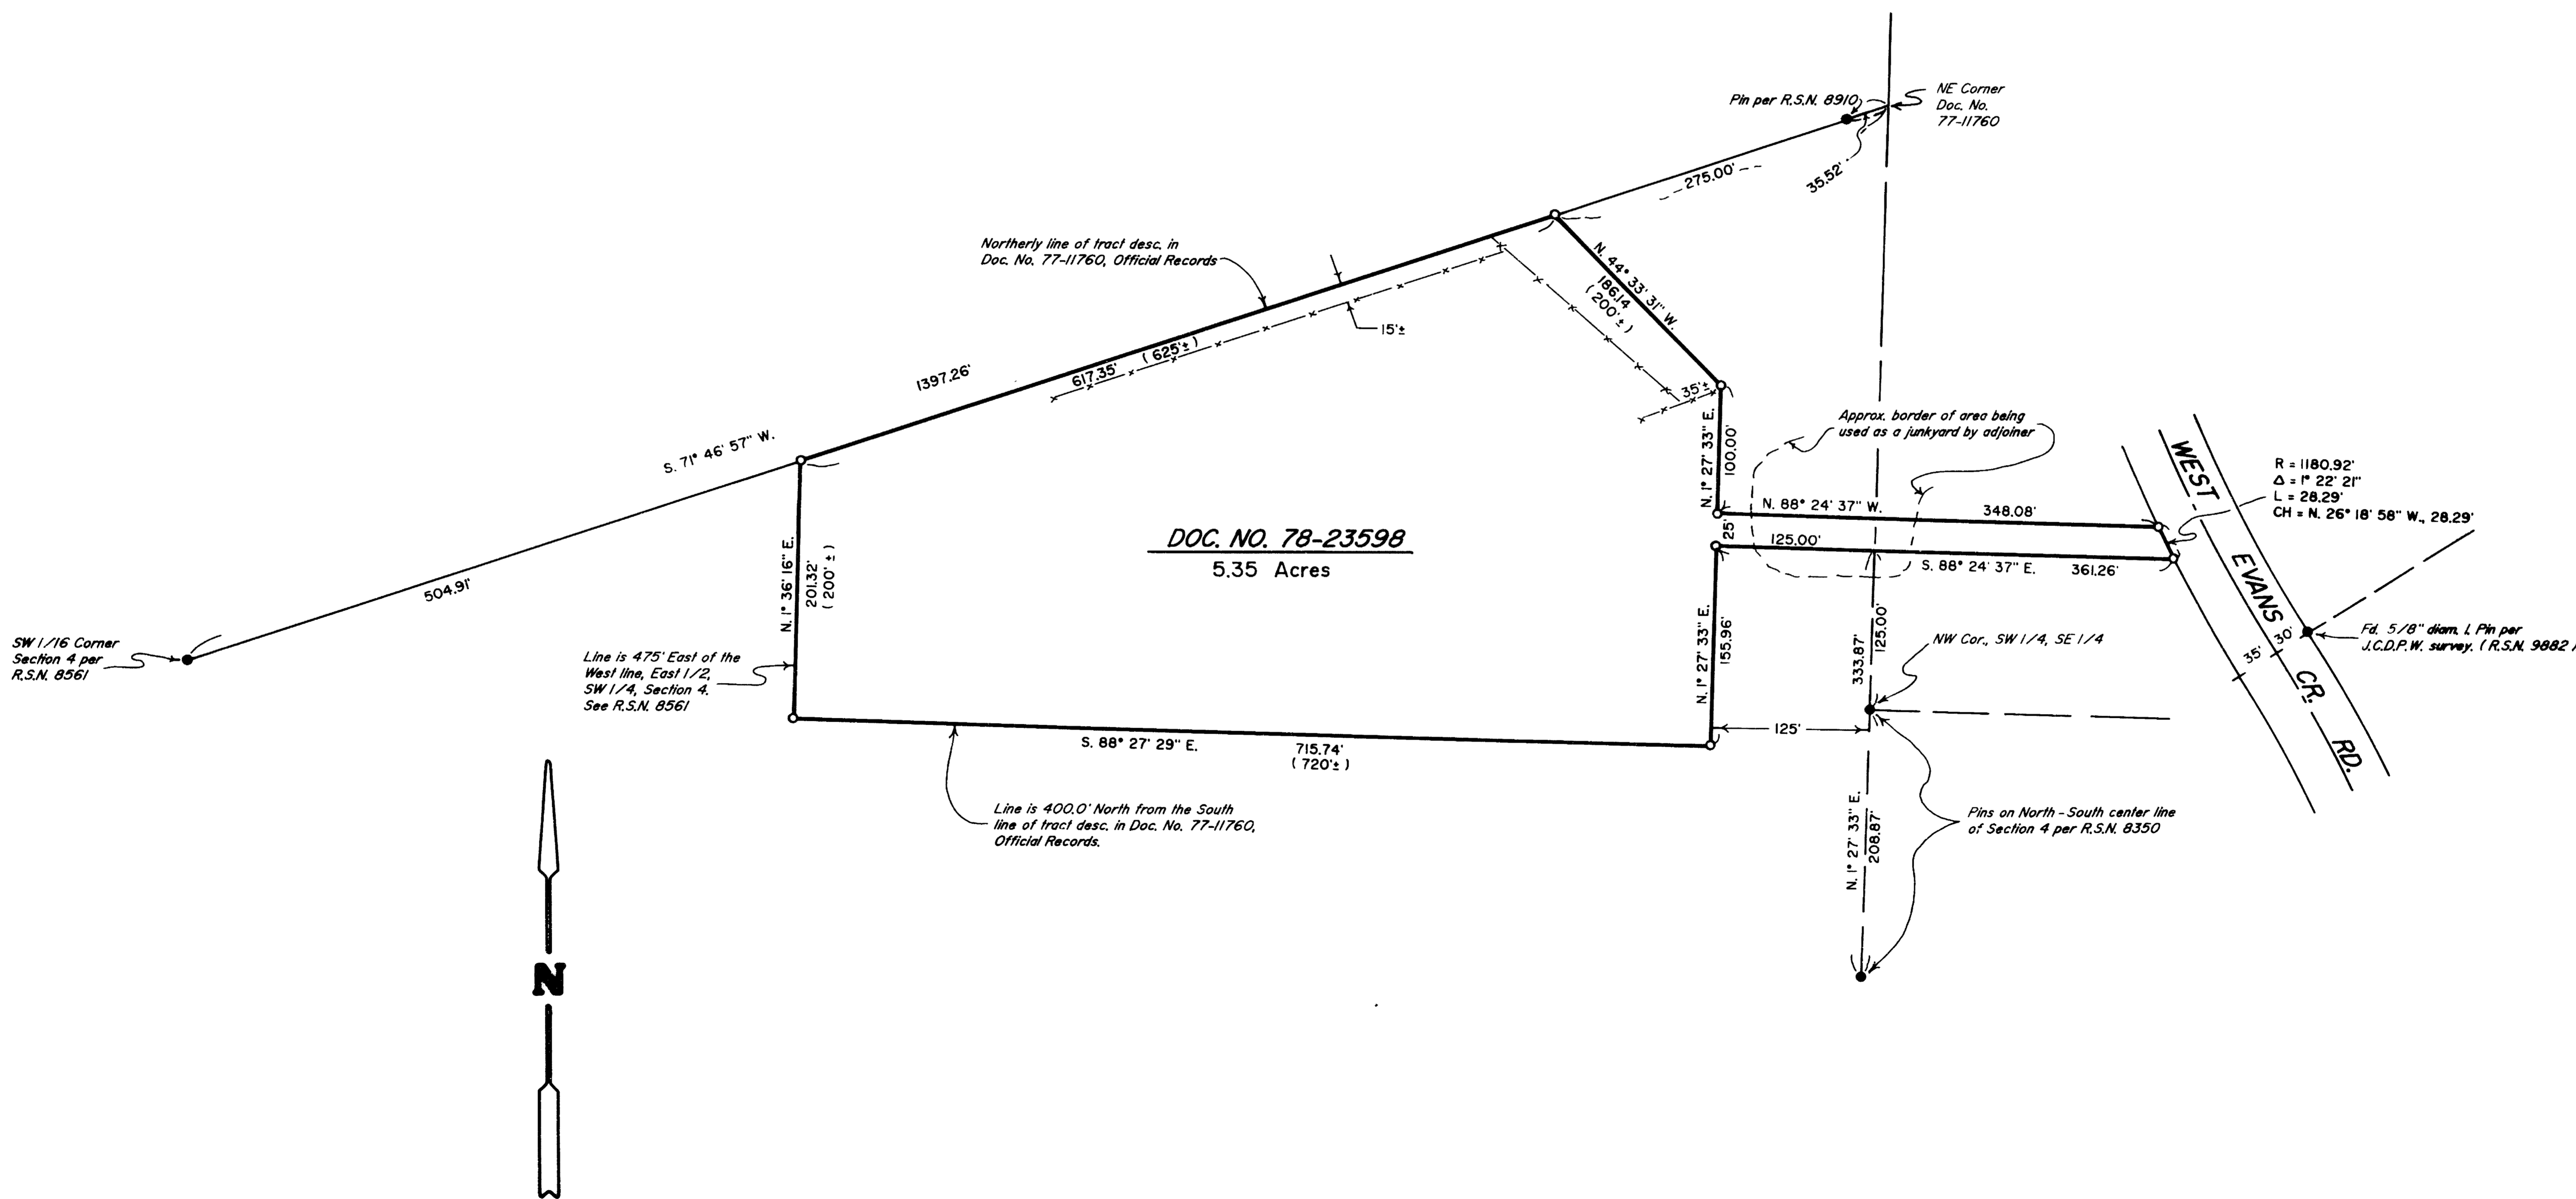 Pin per R.S.N. 8910
NE Corner
Doc. No.
77-11760
275.00'
35.52'
Northerly line of tract desc. in
Doc. No. 77-11760, Official Records
15'±
N. 44° 33' 31" W.
186.14
(200'±)
617.35'
(625'±)
1397.26'
S. 71° 46' 57" W.
504.91'
35'±
N. 1° 27' 33" E.
100.00'
Approx. border of area being
used as a junkyard by adjoiner
WEST EVANS CR. RD.
R = 1180.92'
Δ = 1° 22' 21"
L = 28.29'
CH = N. 26° 18' 58" W., 28.29'
N. 88° 24' 37" W.
348.08'
25'
125.00'
S. 88° 24' 37" E.
361.26'
DOC. NO. 78-23598
5.35 Acres
N. 1° 36' 16" E.
201.32'
(200'±)
SW 1/16 Corner
Section 4 per
R.S.N. 8561
Line is 475' East of the
West line, East 1/2,
SW 1/4, Section 4.
See R.S.N. 8561
N. 1° 27' 33" E.
155.96'
333.87'
125.00'
NW Cor., SW 1/4, SE 1/4
30'
35'
Fd. 5/8" diam. I. Pin per
J.C.D.P.W. survey. (R.S.N. 9882)
125'
S. 88° 27' 29" E.
715.74'
(720'±)
Line is 400.0' North from the South
line of tract desc. in Doc. No. 77-11760,
Official Records.
N. 1° 27' 33" E.
208.87'
Pins on North-South center line
of Section 4 per R.S.N. 8350
N